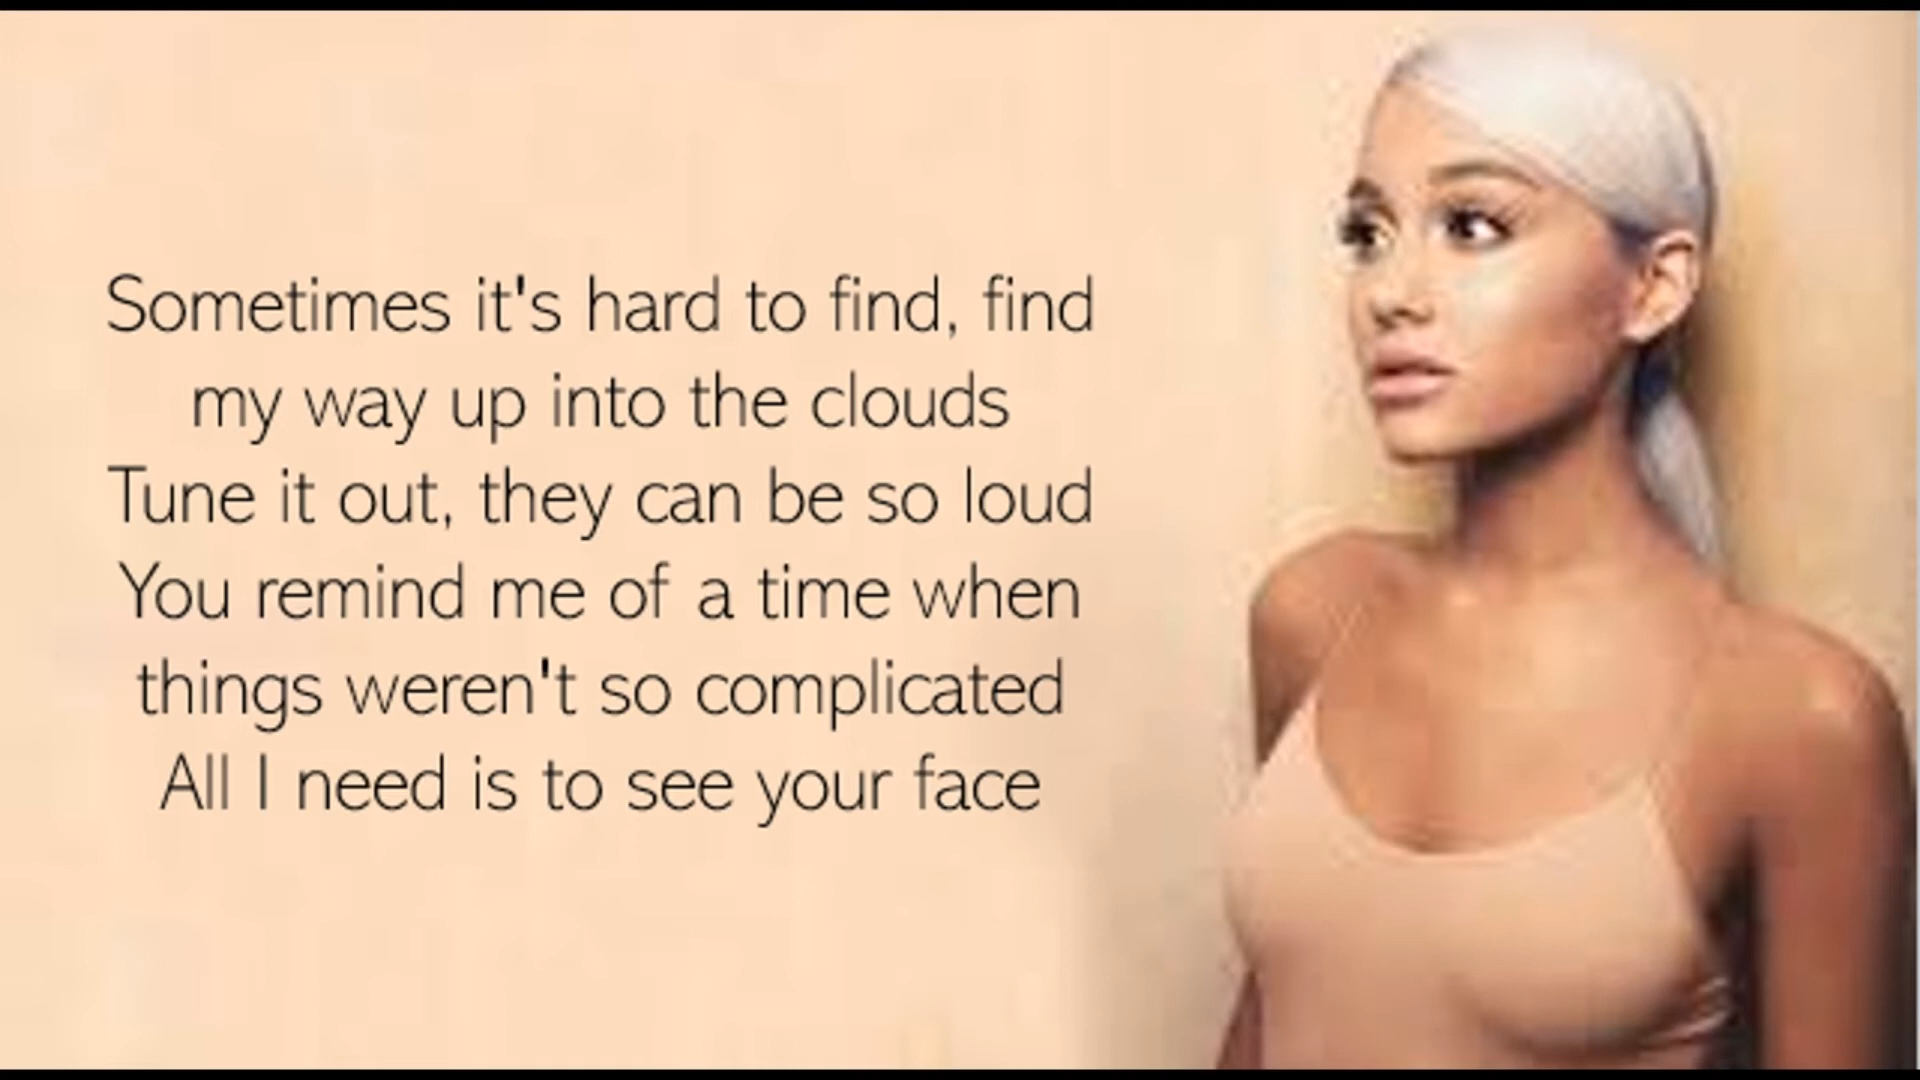 Sometimes it's hard to find, find
my way up into the clouds
Tune it out, they can be so loud
You remind me of a time when
things weren't so complicated
All I need is to see your face